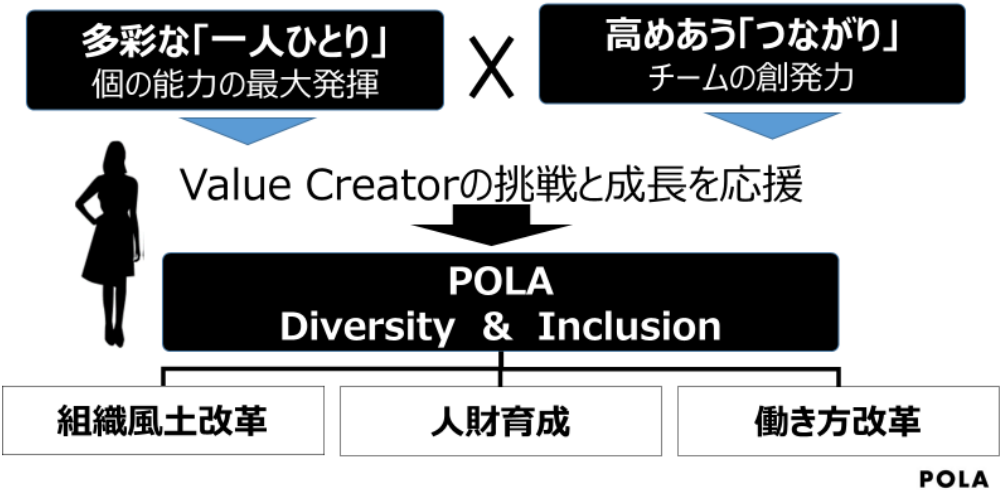 多彩な「一人ひとり」
個の能力の最大発揮
×
高めあう「つながり」
チームの創発力
Value Creatorの挑戦と成長を応援
POLA
Diversity & Inclusion
組織風土改革
人財育成
働き方改革
POLA